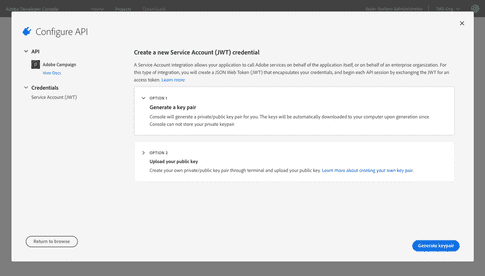 Adobe Developer Console
Home
Projects
Configure API
API
Adobe Campaign
View Docs
Credentials
Service Account (JWT)
Create a new Service Account (JWT) credential
A Service Account integration allows your application to call Adobe services on behalf of the application itself, or on behalf of an enterprise organization. For
this type of integration, you will create a JSON Web Token (JWT) that encapsulates your credentials, and begin each API session by exchanging the JWT for
an access token. Learn more
OPTION 1
Generate a key pair
Console will generate a private/public key pair for you. The keys will be automatically downloaded to your computer upon generation since
Console can not store your private keypair
OPTION 2
Upload your public key
Create your own private/public key pair through terminal and upload your public key. Learn more about creating your own key pair.
Return to browse
Generate keypair